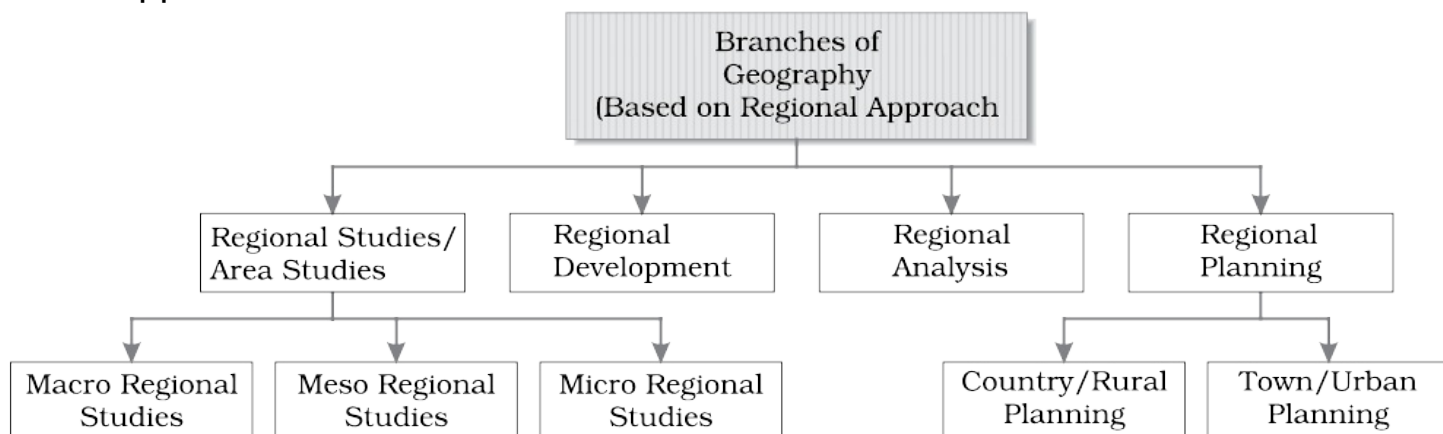 Branches of
Geography
(Based on Regional Approach
Regional Studies/
Area Studies
Regional
Development
Regional
Analysis
Regional
Planning
Macro Regional
Studies
Meso Regional
Studies
Micro Regional
Studies
Country/Rural
Planning
Town/Urban
Planning